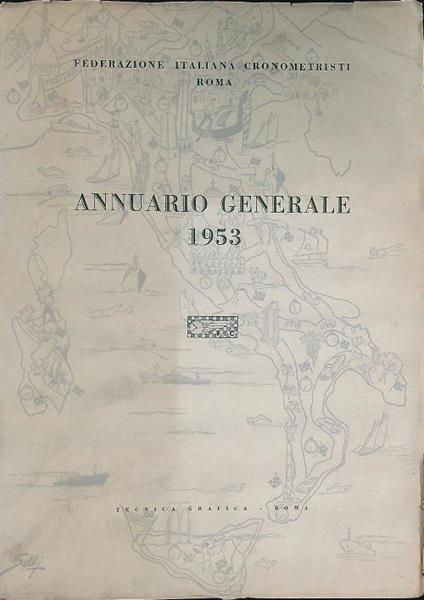 FEDERAZIONE ITALIANA CRONOMETRISTI
ROMA
ANNUARIO GENERALE
1953
F.I.C
TECNICA GRAFICA - ROMA